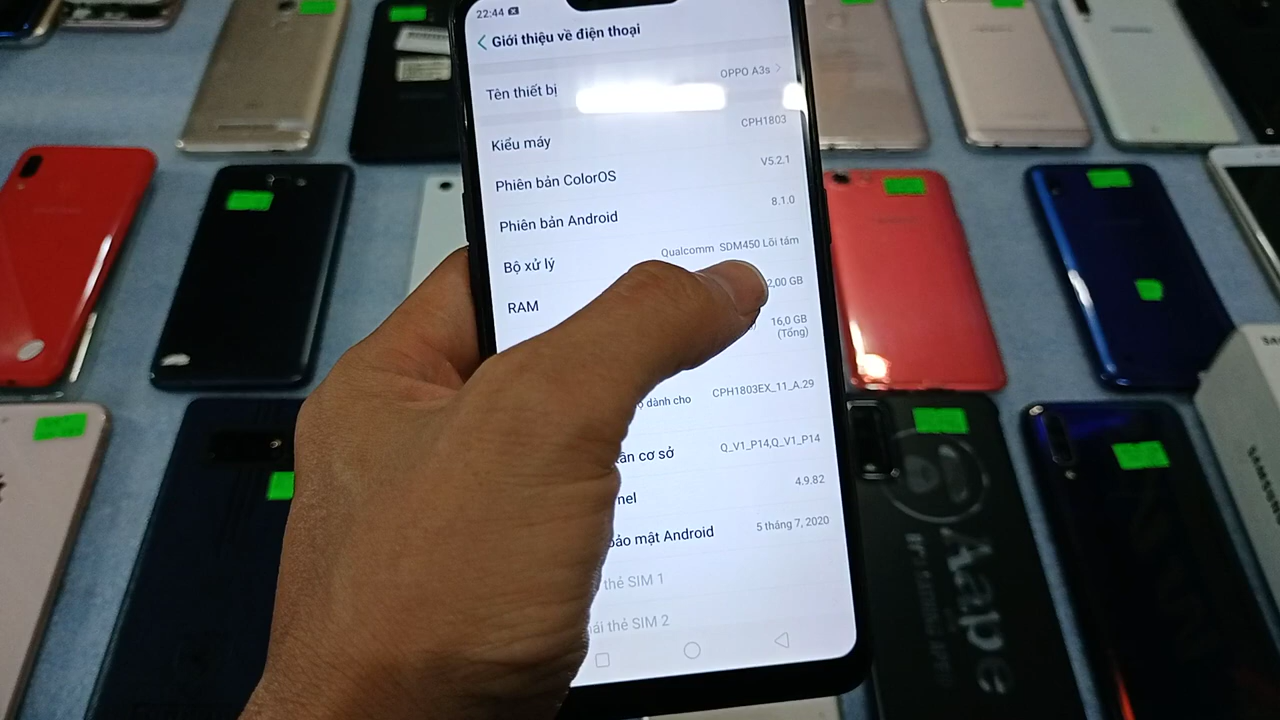 22:44
Giới thiệu về điện thoại
Tên thiết bị OPPO A3s
Kiểu máy CPH1803
Phiên bản ColorOS V5.2.1
Phiên bản Android 8.1.0
Bộ xử lý Qualcomm SDM450 Lõi tám
RAM 2,00 GB
16,0 GB
(Tổng)
dành cho CPH1803EX_11_A.29
cơ sở Q_V1_P14,Q_V1_P14
nel 4.9.82
bảo mật Android 5 tháng 7, 2020
thẻ SIM 1
thẻ SIM 2
Aape
SAMSUNG